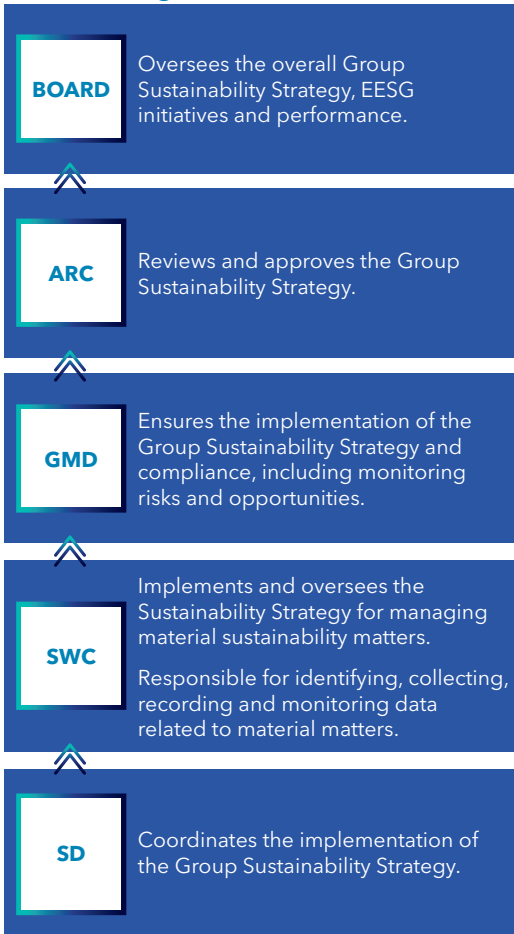 BOARD
Oversees the overall Group
Sustainability Strategy, EESG
initiatives and performance.
ARC
Reviews and approves the Group
Sustainability Strategy.
GMD
Ensures the implementation of the
Group Sustainability Strategy and
compliance, including monitoring
risks and opportunities.
SWC
Implements and oversees the
Sustainability Strategy for managing
material sustainability matters.
Responsible for identifying, collecting,
recording and monitoring data
related to material matters.
SD
Coordinates the implementation of
the Group Sustainability Strategy.